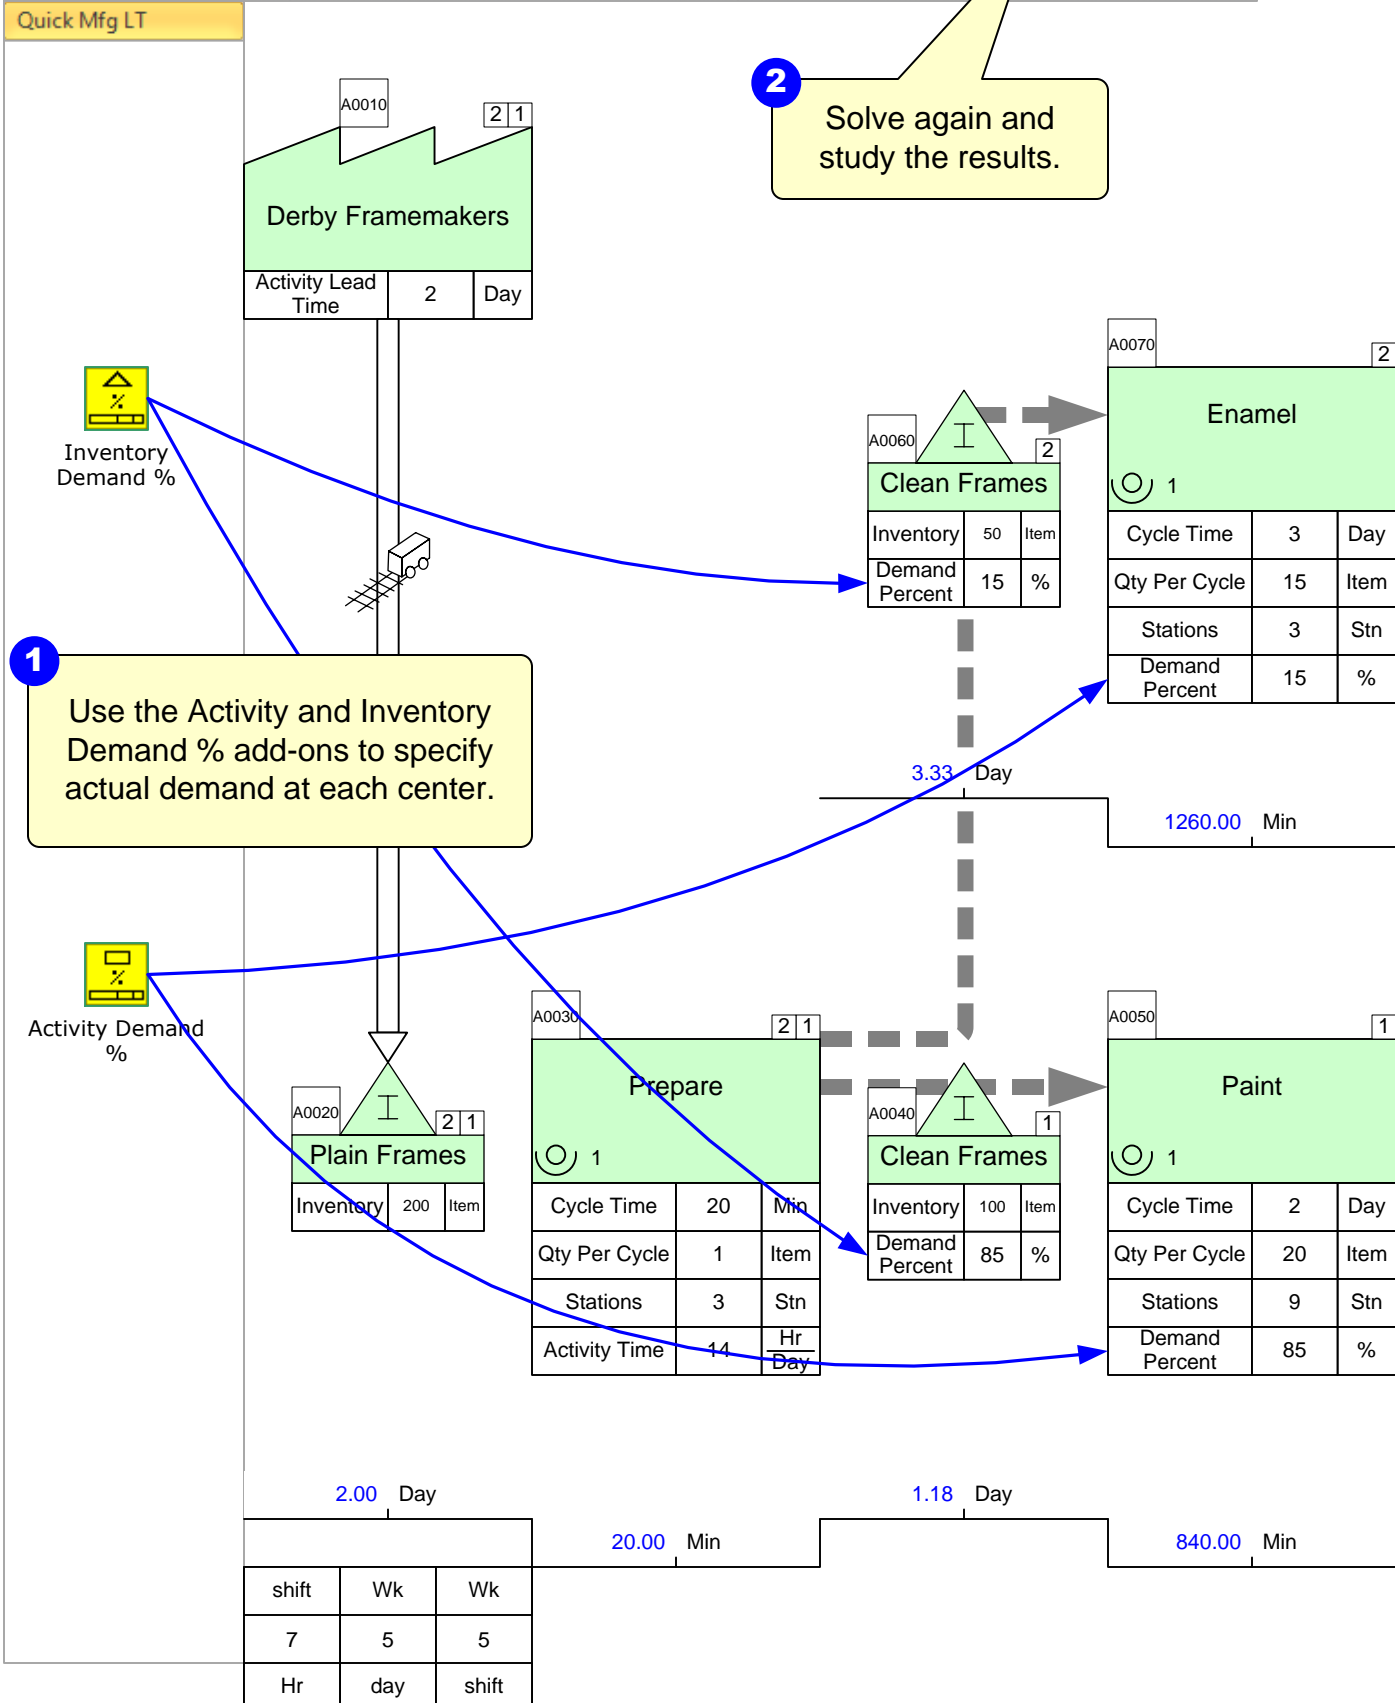 Quick Mfg LT
2
Solve again and
study the results.
A0010
2 1
Derby Framemakers
Activity Lead
Time
2
Day
Inventory
Demand %
A0060
I
2
Clean Frames
Inventory
50
Item
Demand
Percent
15
%
A0070
2
Enamel
1
Cycle Time
3
Day
Qty Per Cycle
15
Item
Stations
3
Stn
Demand
Percent
15
%
1
Use the Activity and Inventory
Demand % add-ons to specify
actual demand at each center.
3.33 Day
1260.00 Min
Activity Demand
%
A0020
I
2 1
Plain Frames
Inventory
200
Item
A0030
2 1
Prepare
1
Cycle Time
20
Min
Qty Per Cycle
1
Item
Stations
3
Stn
Activity Time
14
Hr
Day
A0040
I
1
Clean Frames
Inventory
100
Item
Demand
Percent
85
%
A0050
1
Paint
1
Cycle Time
2
Day
Qty Per Cycle
20
Item
Stations
9
Stn
Demand
Percent
85
%
2.00 Day
20.00 Min
1.18 Day
840.00 Min
shift Wk Wk
7 5 5
Hr day shift